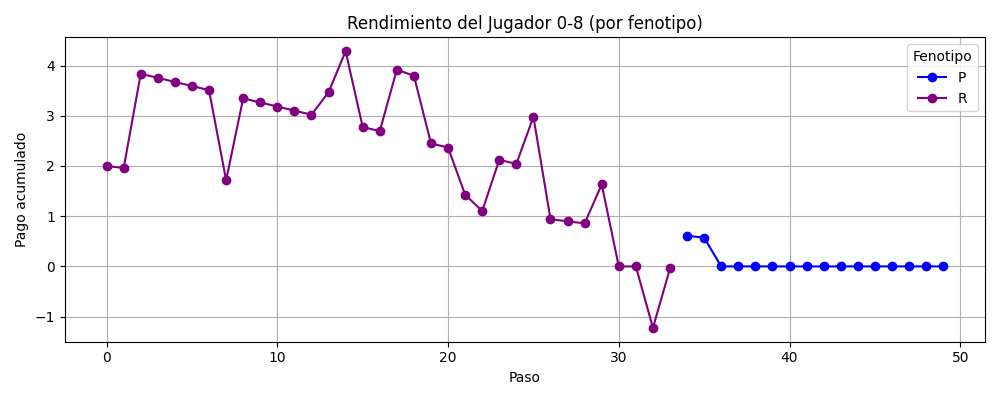 Rendimiento del Jugador 0-8 (por fenotipo)
Pago acumulado
4
3
2
1
0
−1
Fenotipo
P
R
0 10 20 30 40 50
Paso